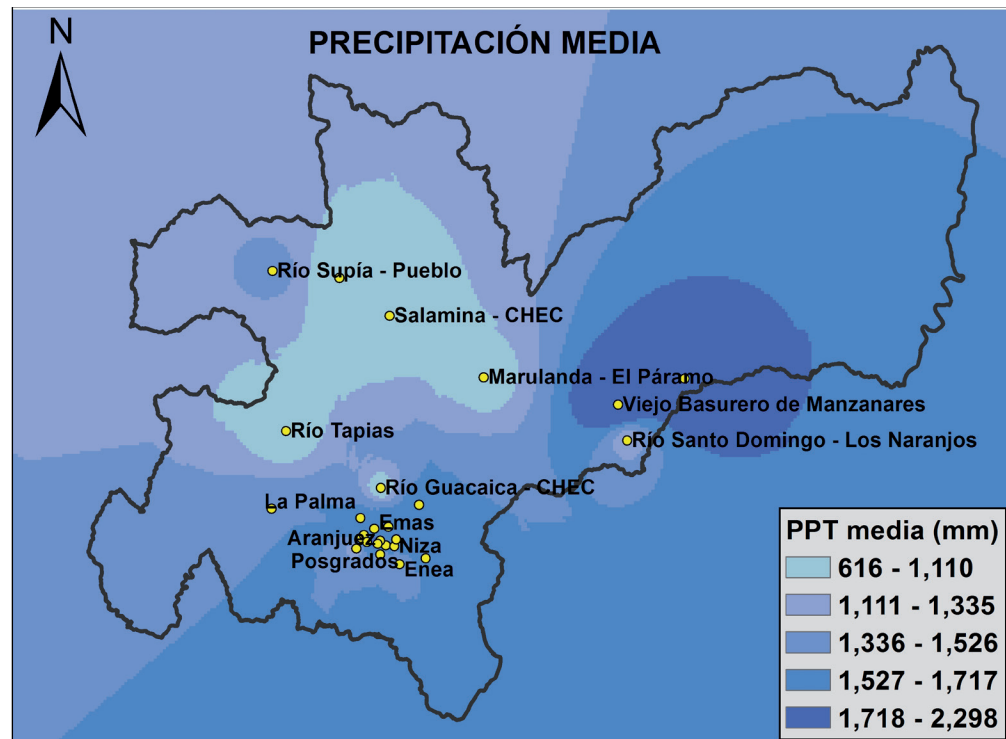 N
PRECIPITACIÓN MEDIA
Río Supía - Pueblo
Salamina - CHEC
Marulanda - El Páramo
Viejo Basurero de Manzanares
Río Tapias
Río Santo Domingo - Los Naranjos
Río Guacaica - CHEC
La Palma
Emas
Aranjuez
Niza
Posgrados
Enea
PPT media (mm)
616 - 1,110
1,111 - 1,335
1,336 - 1,526
1,527 - 1,717
1,718 - 2,298